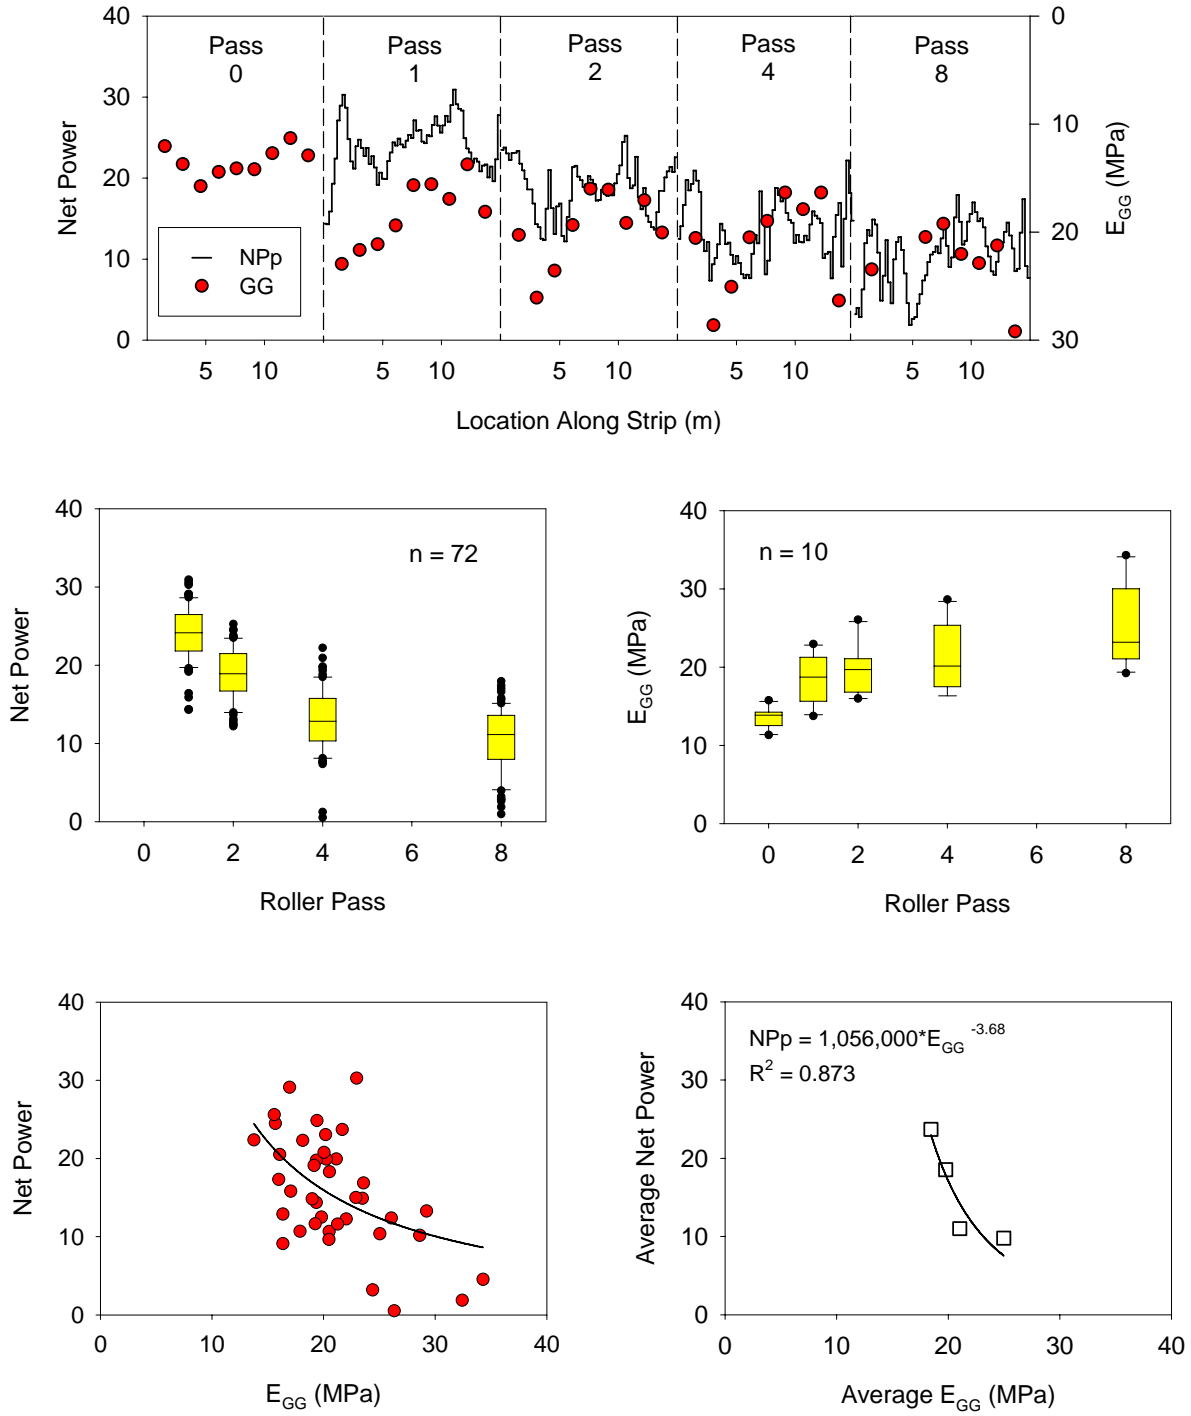 40
30
20
10
0
Net Power
Pass
0
Pass
1
Pass
2
Pass
4
Pass
8
NPp
GG
0
10
20
30
E_GG (MPa)
5 10 5 10 5 10 5 10 5 10
Location Along Strip (m)
40
30
20
10
0
Net Power
n = 72
0 2 4 6 8
Roller Pass
40
30
20
10
0
E_GG (MPa)
n = 10
0 2 4 6 8
Roller Pass
40
30
20
10
0
Net Power
0 10 20 30 40
E_GG (MPa)
40
30
20
10
0
Average Net Power
NPp = 1,056,000*E_GG ^-3.68
R² = 0.873
0 10 20 30 40
Average E_GG (MPa)